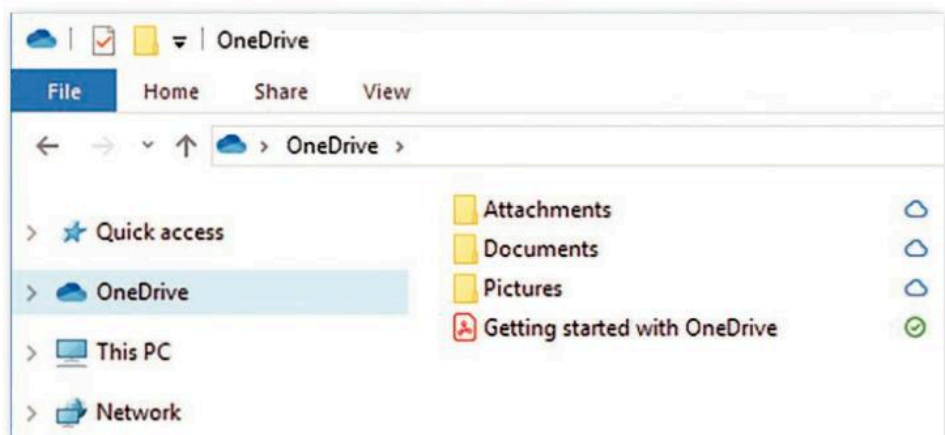 OneDrive
File Home Share View
OneDrive
Quick access
OneDrive
This PC
Network
Attachments
Documents
Pictures
Getting started with OneDrive